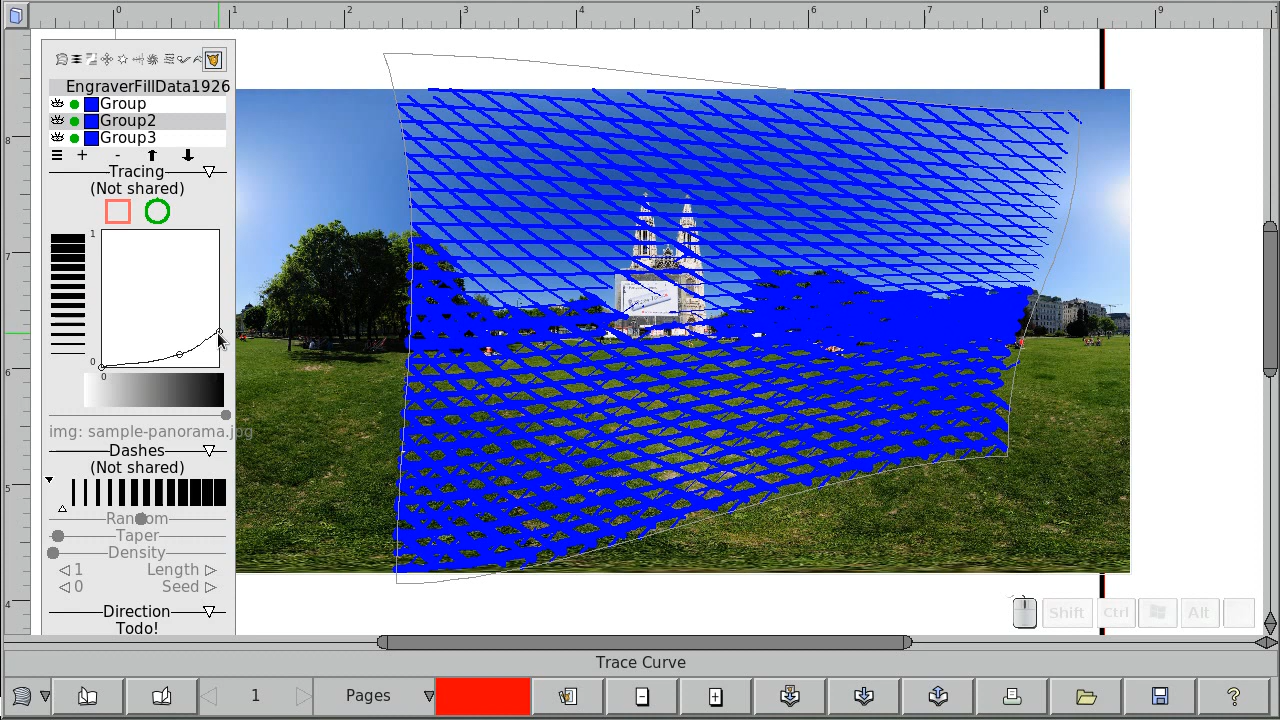 0 1 2 3 4 5 6 7 8 9
8
7
6
5
4
EngraverFillData1926
Group
Group2
Group3
+ -
Tracing
(Not shared)
1
0
0
img: sample-panorama.jpg
Dashes
(Not shared)
Random
Taper
Density
1 Length
0 Seed
Direction
Todo!
Shift Ctrl Alt
Trace Curve
1 Pages - + ?